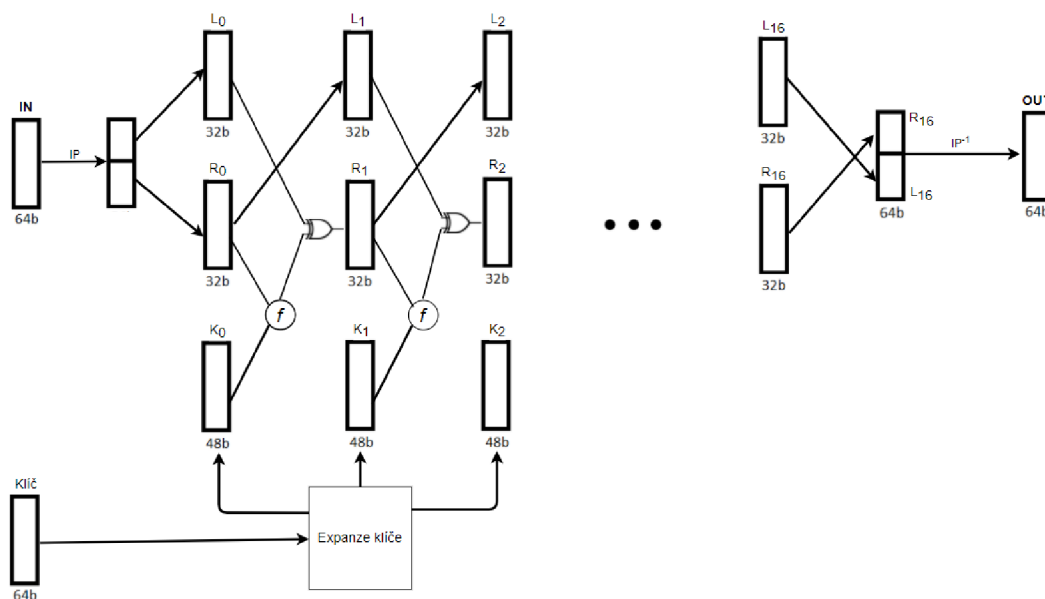 L0
L1
L2
L16
32b
32b
32b
32b
IN
IP
64b
R0
R1
R2
R16
32b
32b
32b
32b
R16
L16
64b
IP-1
OUT
64b
f
f
K0
K1
K2
48b
48b
48b
Klíč
64b
Expanze klíče